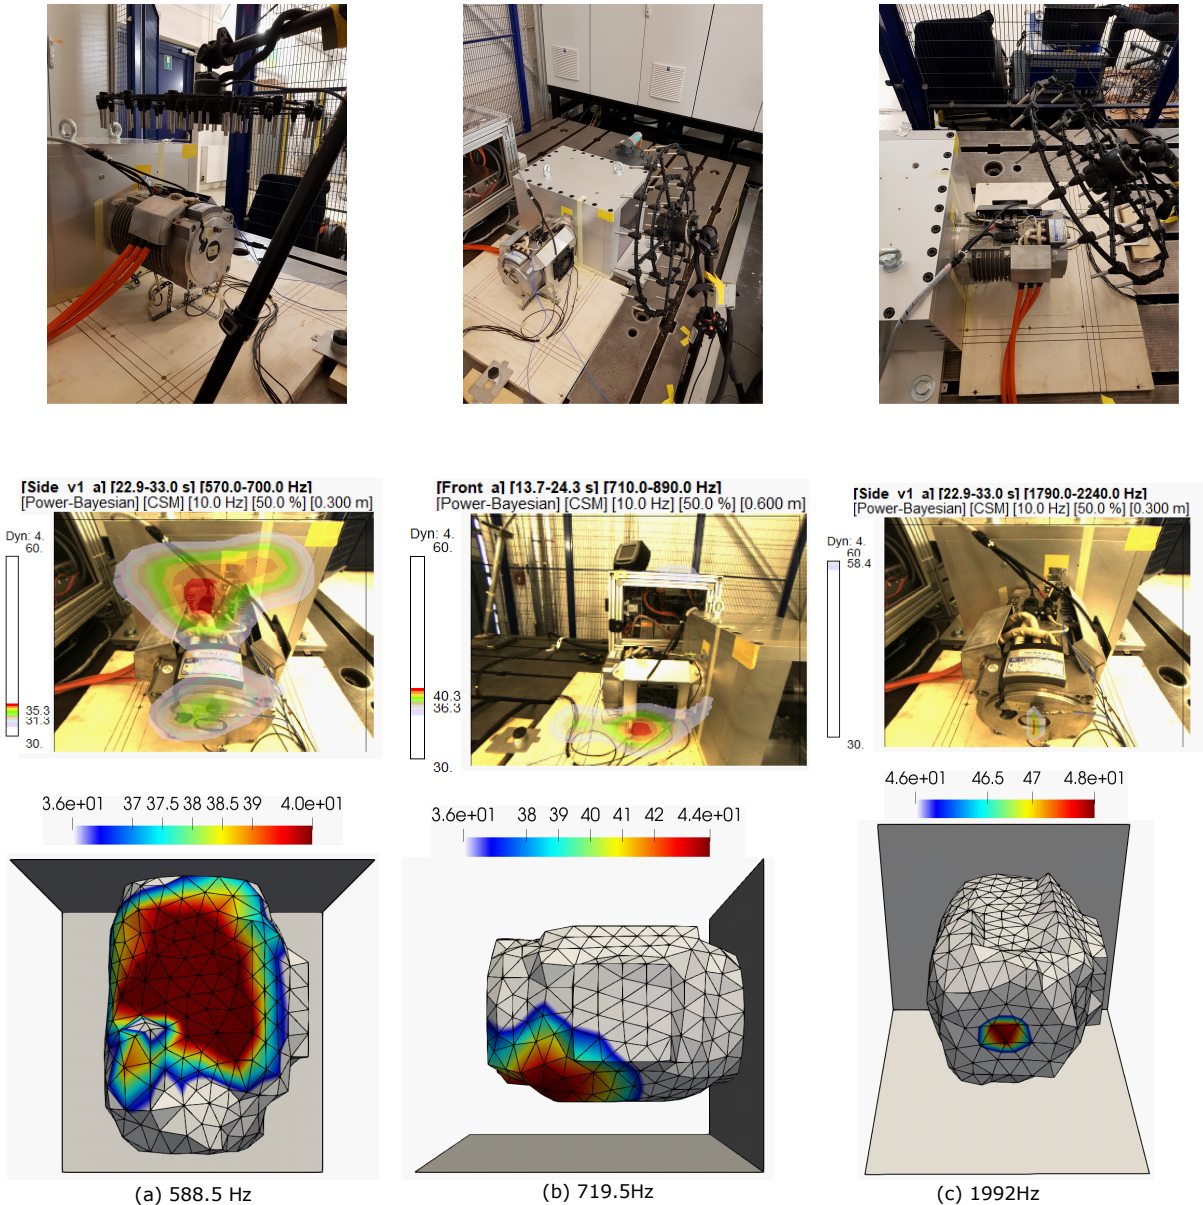 [Side_v1_a] [22.9-33.0 s] [570.0-700.0 Hz]
[Power-Bayesian] [CSM] [10.0 Hz] [50.0 %] [0.300 m]
Dyn: 4.
60.
35.3
31.3
30.
[Front_a] [13.7-24.3 s] [710.0-890.0 Hz]
[Power-Bayesian] [CSM] [10.0 Hz] [50.0 %] [0.600 m]
Dyn: 4.
60.
40.3
36.3
30.
[Side_v1_a] [22.9-33.0 s] [1790.0-2240.0 Hz]
[Power-Bayesian] [CSM] [10.0 Hz] [50.0 %] [0.300 m]
Dyn: 4.
60
58.4
30.
3.6e+01 37 37.5 38 38.5 39 4.0e+01
3.6e+01 38 39 40 41 42 4.4e+01
4.6e+01 46.5 47 4.8e+01
(a) 588.5 Hz
(b) 719.5Hz
(c) 1992Hz